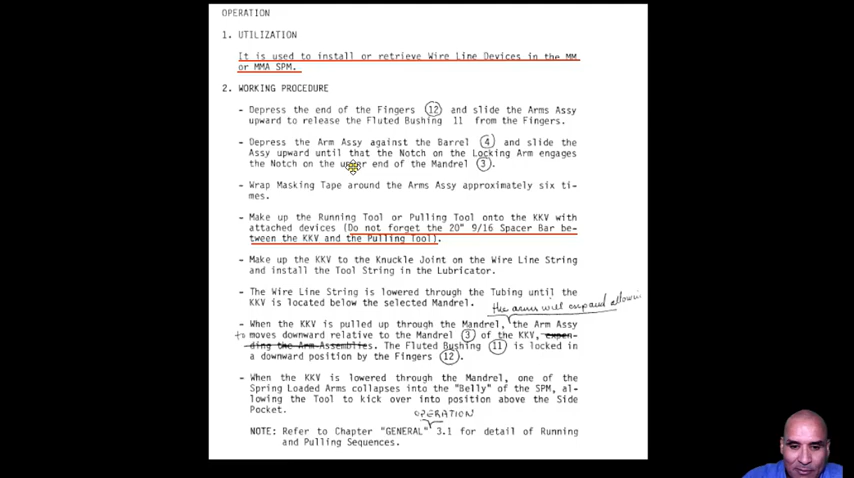 OPERATION
1. UTILIZATION
It is used to install or retrieve Wire Line Devices in the MM
or MMA SPM.
2. WORKING PROCEDURE
- Depress the end of the Fingers 12 and slide the Arms Assy
upward to release the Fluted Bushing 11 from the Fingers.
- Depress the Arm Assy against the Barrel 4 and slide the
Assy upward until that the Notch on the Locking Arm engages
the Notch on the upper end of the Mandrel 3.
- Wrap Masking Tape around the Arms Assy approximately six ti-
mes.
- Make up the Running Tool or Pulling Tool onto the KKV with
attached devices (Do not forget the 20" 9/16 Spacer Bar be-
tween the KKV and the Pulling Tool).
- Make up the KKV to the Knuckle Joint on the Wire Line String
and install the Tool String in the Lubricator.
- The Wire Line String is lowered through the Tubing until the
KKV is located below the selected Mandrel.
the arms will expand allowin
- When the KKV is pulled up through the Mandrel, the Arm Assy
to moves downward relative to the Mandrel 3 of the KKV, expen-
ding the Arm Assemblies. The Fluted Bushing 11 is locked in
a downward position by the Fingers 12.
- When the KKV is lowered through the Mandrel, one of the
Spring Loaded Arms collapses into the "Belly" of the SPM, al-
lowing the Tool to kick over into position above the Side
Pocket.
OPERATION
NOTE: Refer to Chapter "GENERAL" 3.1 for detail of Running
and Pulling Sequences.